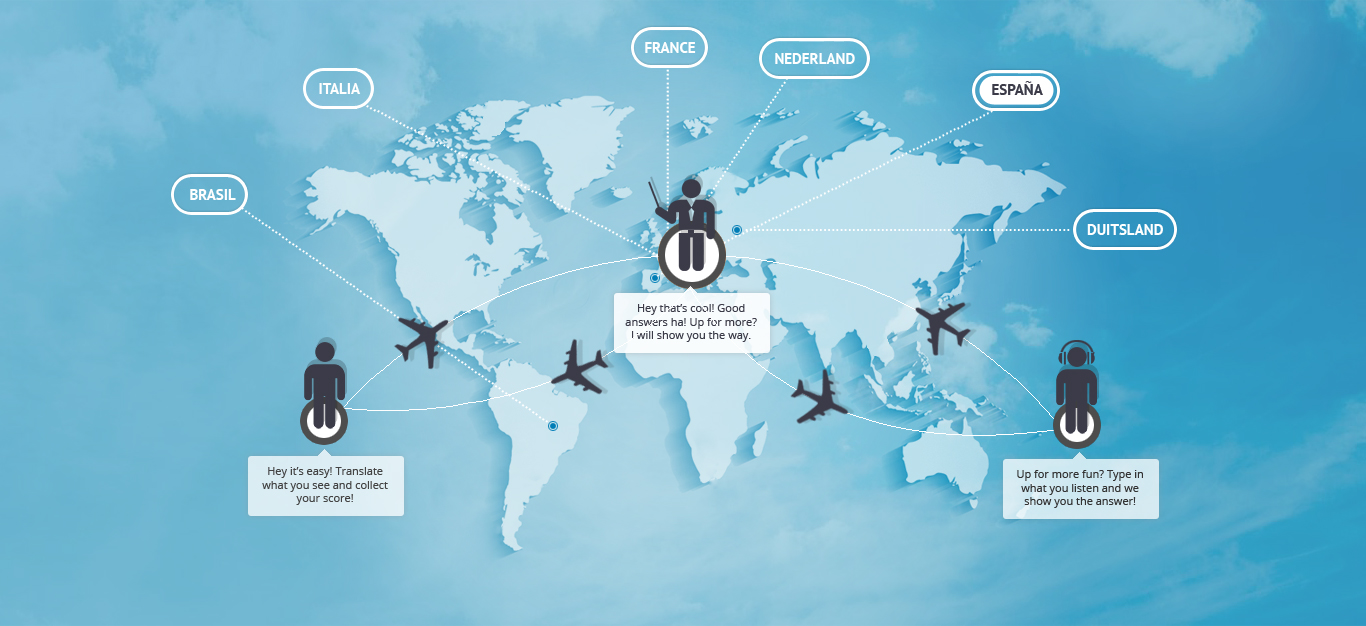 FRANCE
NEDERLAND
ITALIA
ESPAÑA
BRASIL
DUITSLAND
Hey that's cool! Good
answers ha! Up for more?
I will show you the way.
Hey it's easy! Translate
what you see and collect
your score!
Up for more fun? Type in
what you listen and we
show you the answer!